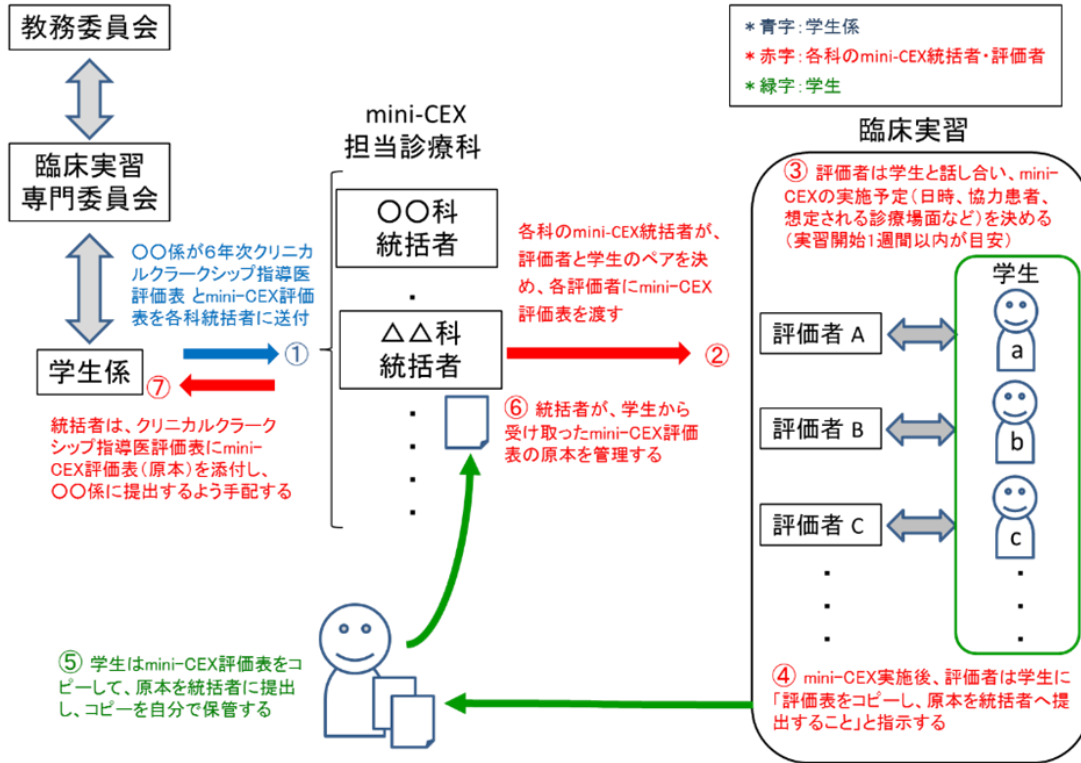 教務委員会
臨床実習
専門委員会
学生係
〇〇係が6年次クリニ
カルクラークシップ指導医
評価表 とmini-CEX評価
表を各科統括者に送付
①
⑦
統括者は、クリニカルクラーク
シップ指導医評価表にmini-
CEX評価表(原本)を添付し、
〇〇係に提出するよう手配する
mini-CEX
担当診療科
〇〇科
統括者
△△科
統括者
各科のmini-CEX統括者が、
評価者と学生のペアを決
め、各評価者にmini-CEX
評価表を渡す
②
⑥ 統括者が、学生から
受け取ったmini-CEX評価
表の原本を管理する
⑤ 学生はmini-CEX評価表をコ
ピーして、原本を統括者に提出
し、コピーを自分で保管する
*青字:学生係
*赤字:各科のmini-CEX統括者・評価者
*緑字:学生
臨床実習
③ 評価者は学生と話し合い、mini-
CEXの実施予定(日時、協力患者、
想定される診療場面など)を決める
(実習開始1週間以内が目安)
学生
評価者 A
a
評価者 B
b
評価者 C
c
④ mini-CEX実施後、評価者は学生に
「評価表をコピーし、原本を統括者へ提
出すること」と指示する